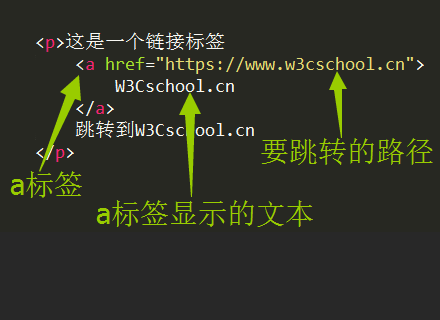 <p>这是一个链接标签
<a href="https://www.w3cschool.cn">
W3Cschool.cn
</a>
跳转到W3Cschool.cn
</p>
要跳转的路径
a标签
a标签显示的文本